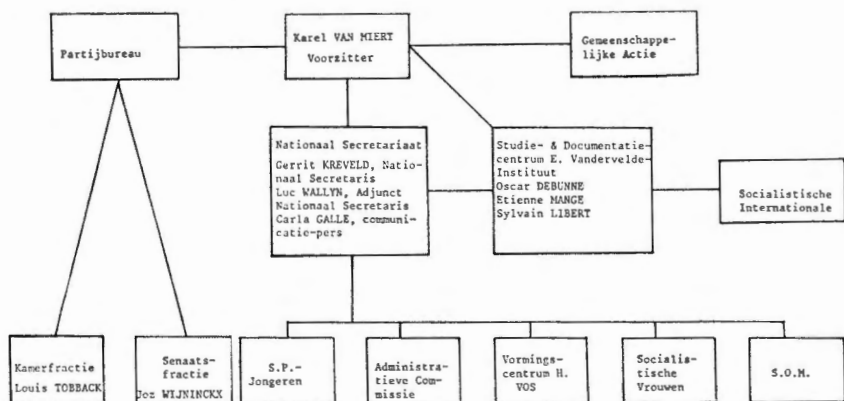 Partijbureau
Karel VAN MIERT
Voorzitter
Gemeenschappe-
lijke Actie
Nationaal Secretariaat
Gerrit KREVELD, Natio-
naal Secretaris
Luc WALLYN, Adjunct
Nationaal Secretaris
Carla GALLE, communi-
catie-pers
Studie- & Documentatie-
centrum E. Vandervelde-
Instituut
Oscar DEBUNNE
Etienne MANGE
Sylvain LIBERT
Socialistische
Internationale
Kamerfractie
Louis TOBBACK
Senaats-
fractie
Joz WIJNINCKX
S.P.-
Jongeren
Administra-
tieve Com-
missie
Vormings-
centrum H.
VOS
Socialis-
tische
Vrouwen
S.O.M.